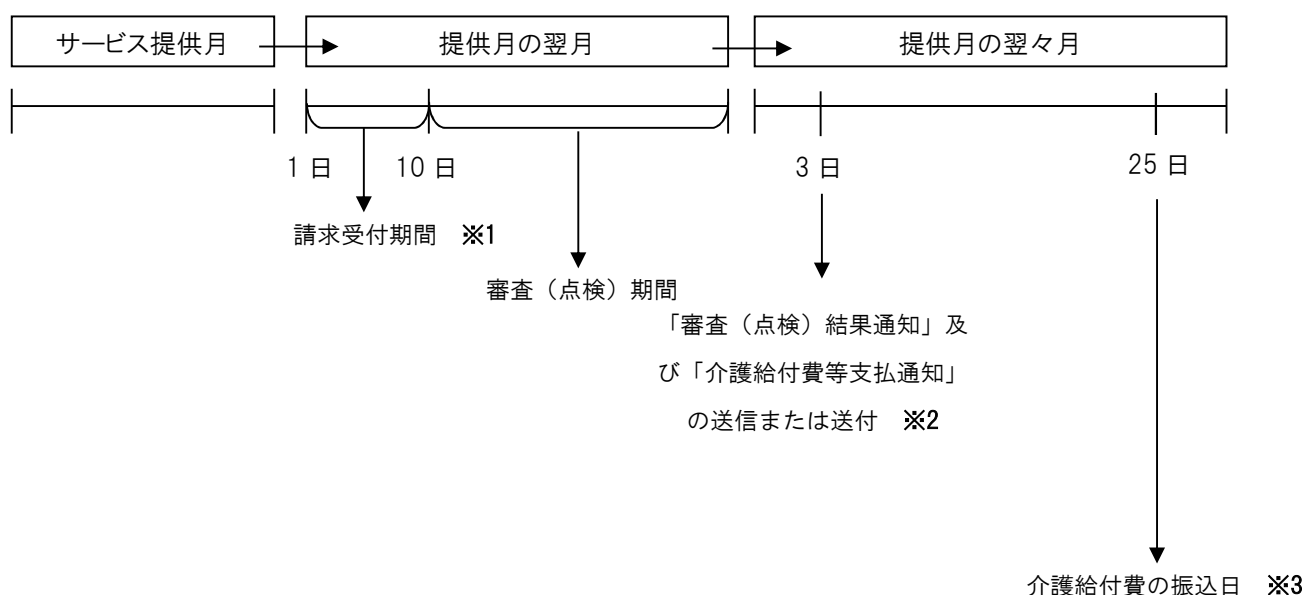 サービス提供月
提供月の翌月
提供月の翌々月
1 日
10 日
3 日
25 日
請求受付期間 ※1
審査（点検）期間
「審査（点検）結果通知」及
び「介護給付費等支払通知」
の送信または送付 ※2
介護給付費の振込日 ※3